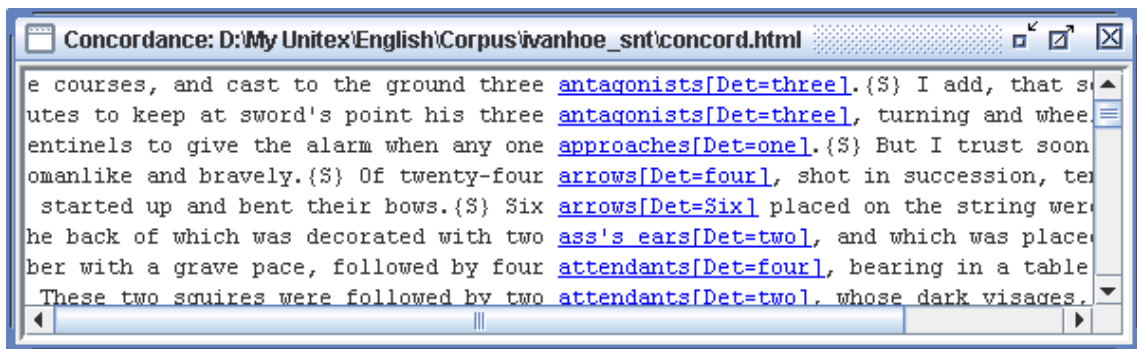 Concordance: D:\My Unitex\English\Corpus\ivanhoe_snt\concord.html
e courses, and cast to the ground three antagonists[Det=three].{S} I add, that s
utes to keep at sword's point his three antagonists[Det=three], turning and whee
entinels to give the alarm when any one approaches[Det=one].{S} But I trust soon
omanlike and bravely.{S} Of twenty-four arrows[Det=four], shot in succession, te
started up and bent their bows.{S} Six arrows[Det=Six] placed on the string wer
he back of which was decorated with two ass's ears[Det=two], and which was place
ber with a grave pace, followed by four attendants[Det=four], bearing in a table
These two squires were followed by two attendants[Det=two], whose dark visages,